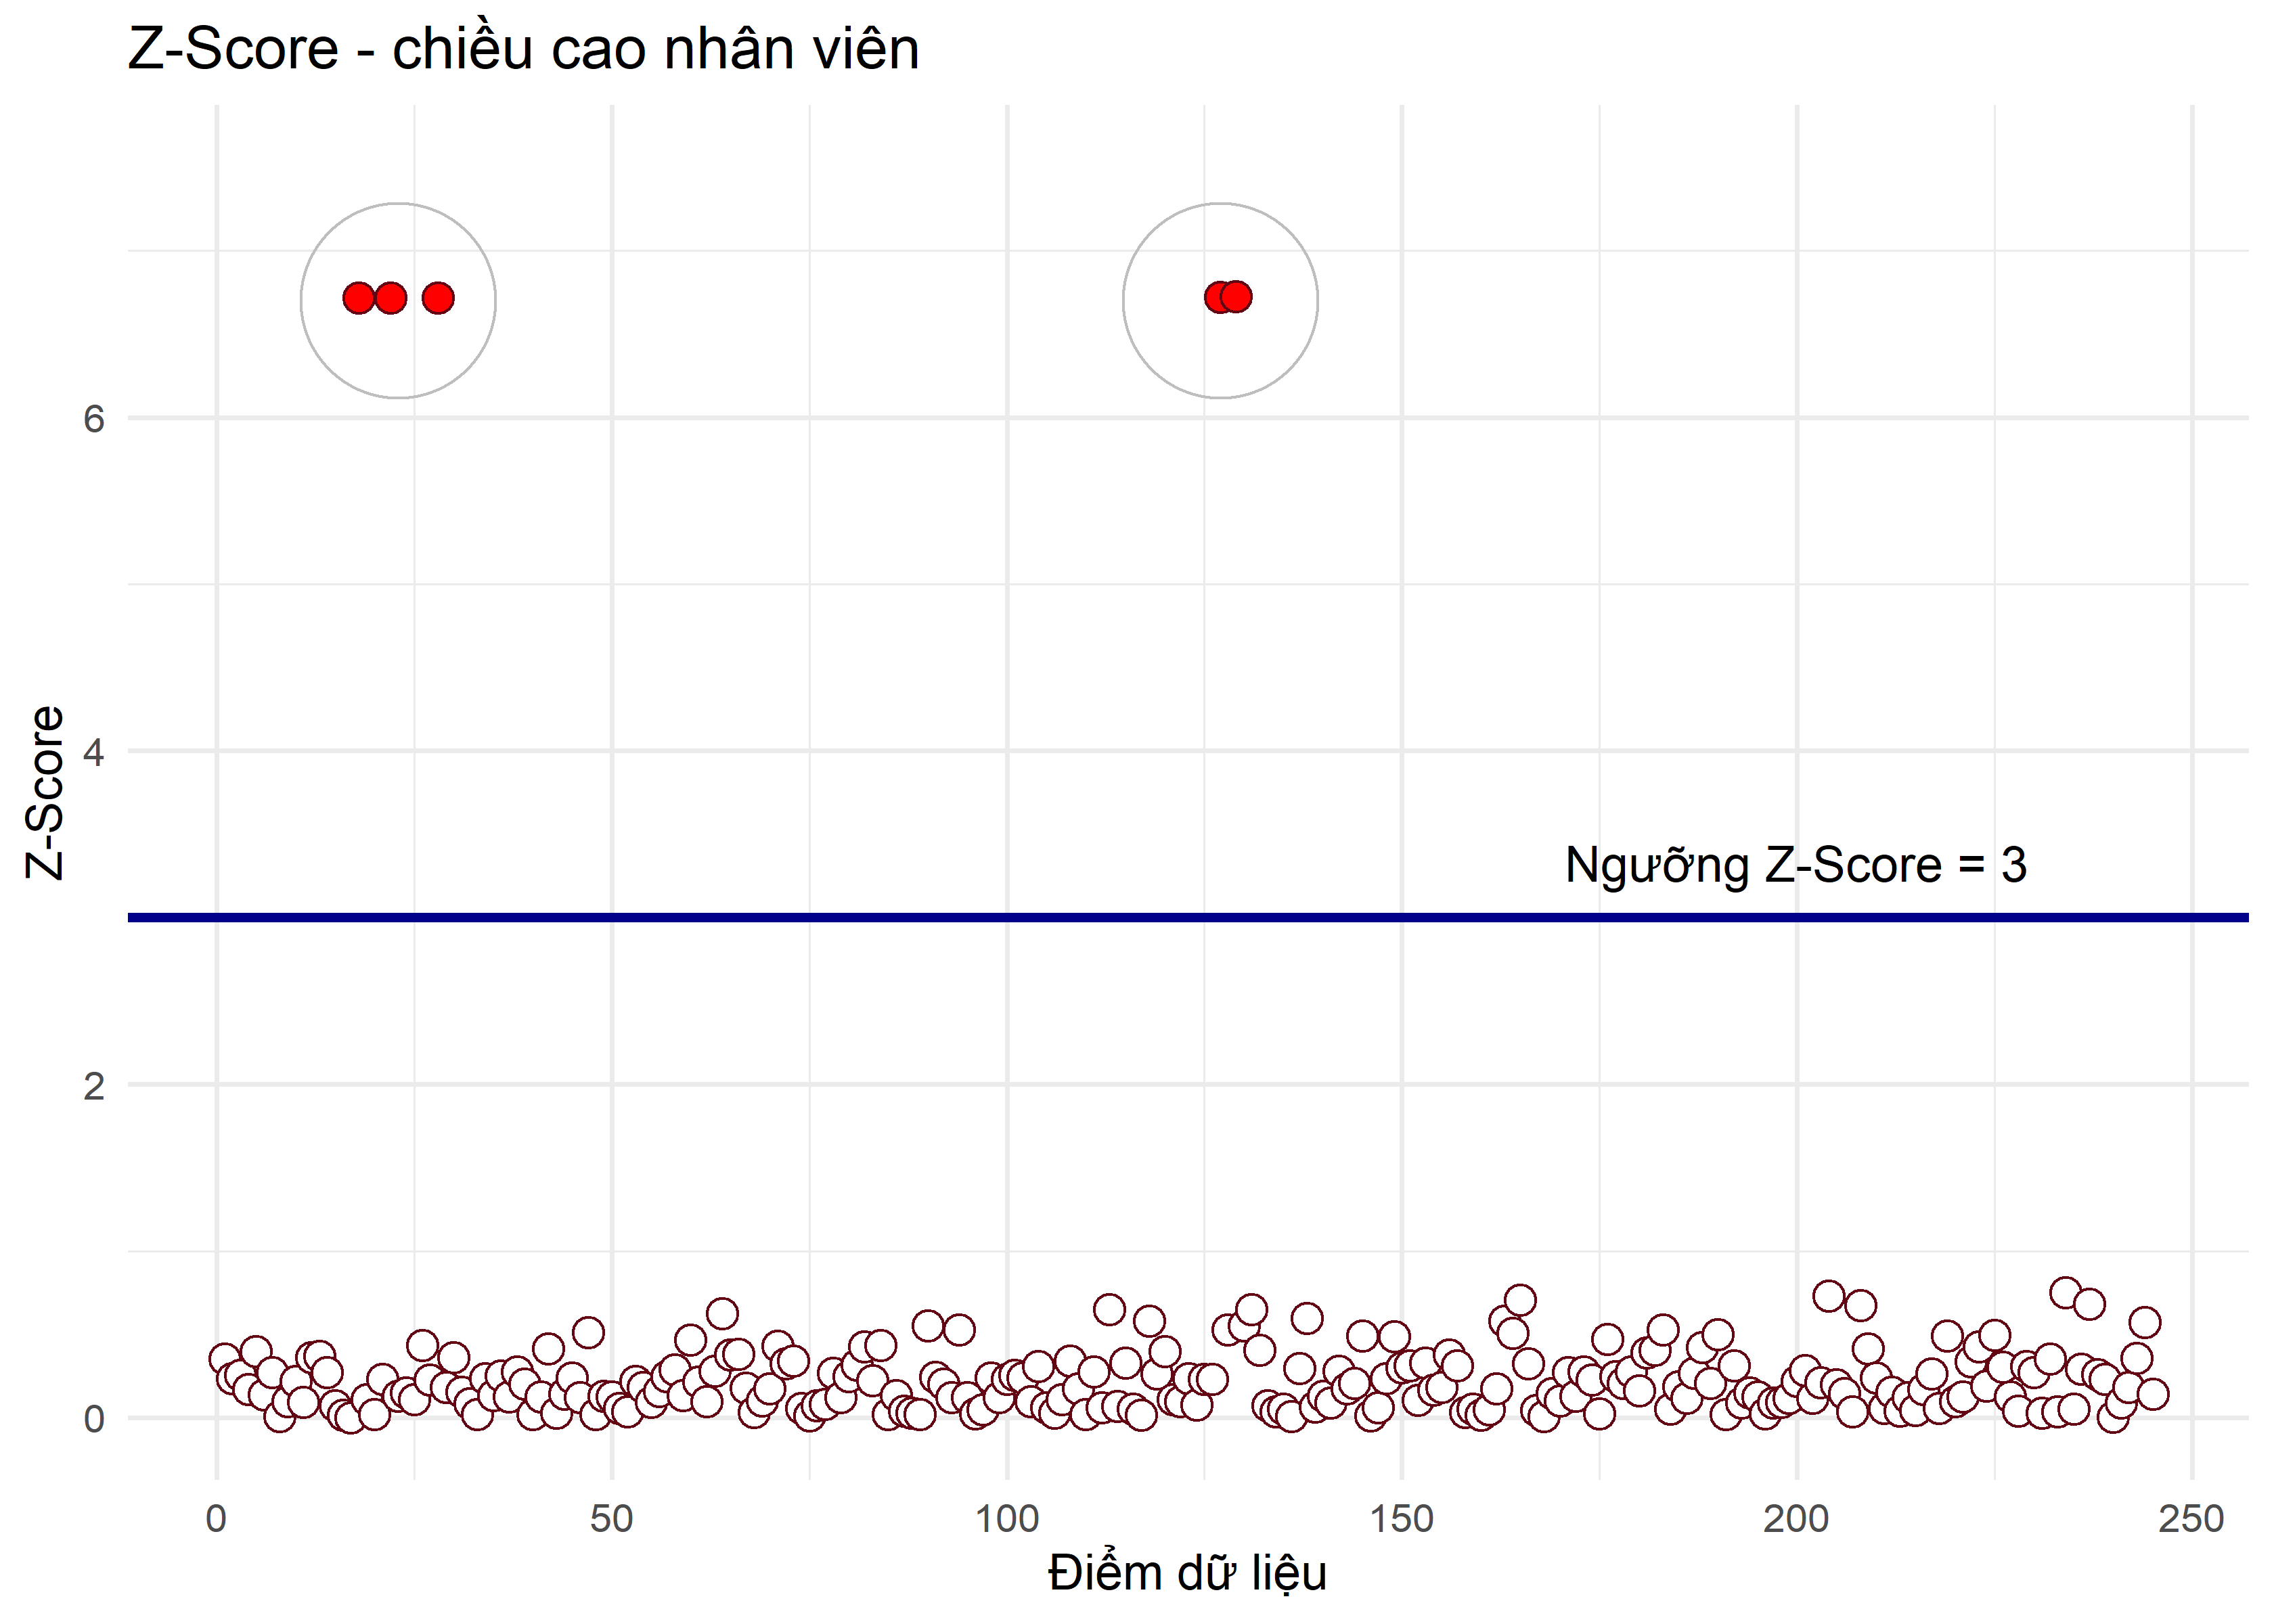 Z-Score - chiều cao nhân viên
6
4
2
0
Z-Score
Ngưỡng Z-Score = 3
0 50 100 150 200 250
Điểm dữ liệu